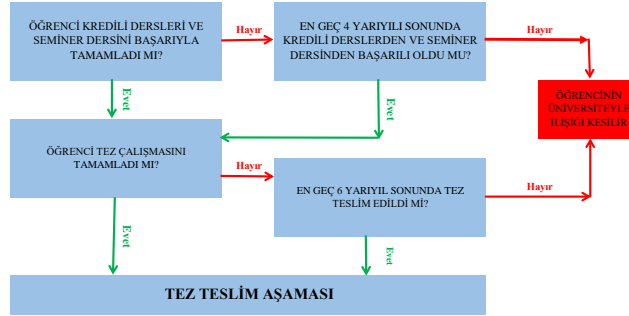 ÖĞRENCİ KREDİLİ DERSLERİ VE
SEMİNER DERSİNİ BAŞARIYLA
TAMAMLADI MI?
Hayır
EN GEÇ 4 YARIYILI SONUNDA
KREDİLİ DERSLERDEN VE SEMİNER
DERSİNDEN BAŞARILI OLDU MU?
Hayır
ÖĞRENCİNİN
ÜNİVERSİTEYLE
İLİŞİĞİ KESİLİR
Evet
Evet
ÖĞRENCİ TEZ ÇALIŞMASINI
TAMAMLADI MI?
Hayır
EN GEÇ 6 YARIYIL SONUNDA TEZ
TESLİM EDİLDİ Mİ?
Hayır
Evet
Evet
TEZ TESLİM AŞAMASI